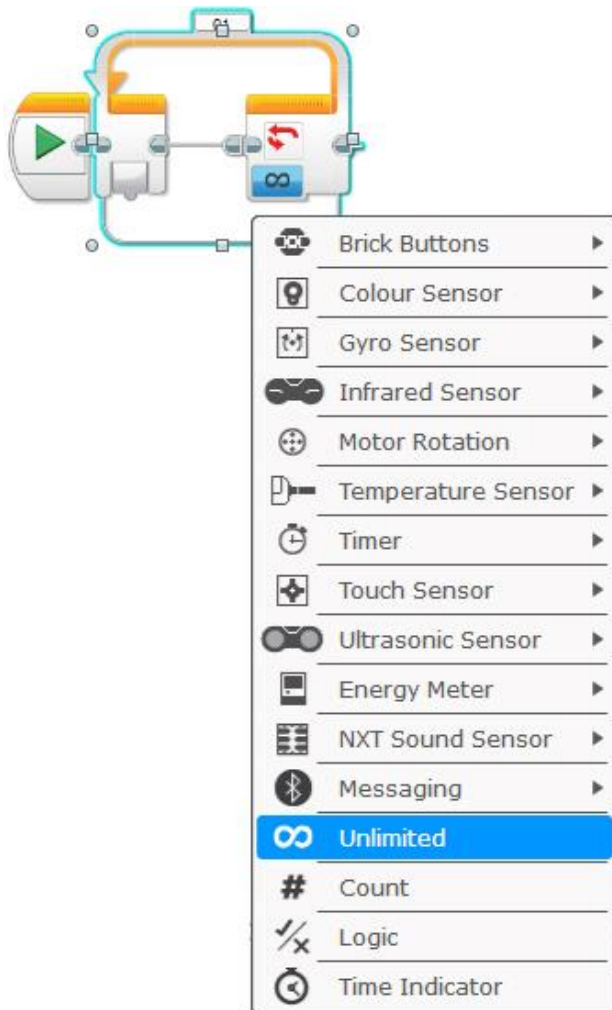 01
Brick Buttons
Colour Sensor
Gyro Sensor
Infrared Sensor
Motor Rotation
Temperature Sensor
Timer
Touch Sensor
Ultrasonic Sensor
Energy Meter
NXT Sound Sensor
Messaging
Unlimited
# Count
Logic
Time Indicator